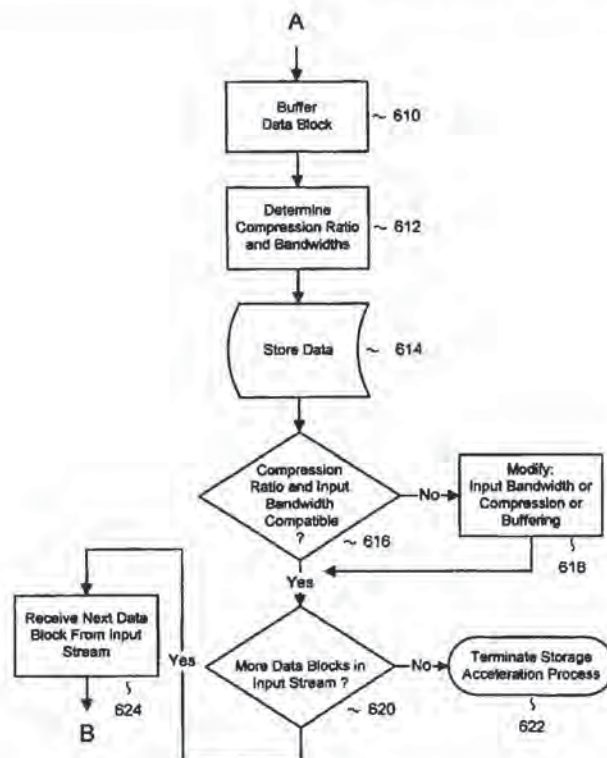 A
Buffer
Data Block
~ 610
Determine
Compression Ratio
and Bandwidths
~ 612
Store Data
~ 614
Compression
Ratio and Input
Bandwidth
Compatible
?
~ 616
No
Modify:
Input Bandwidth or
Compression or
Buffering
~
618
Yes
Receive Next Data
Block From Input
Stream
~
624
B
Yes
More Data Blocks in
Input Stream ?
~ 620
No
Terminate Storage
Acceleration Process
~
622